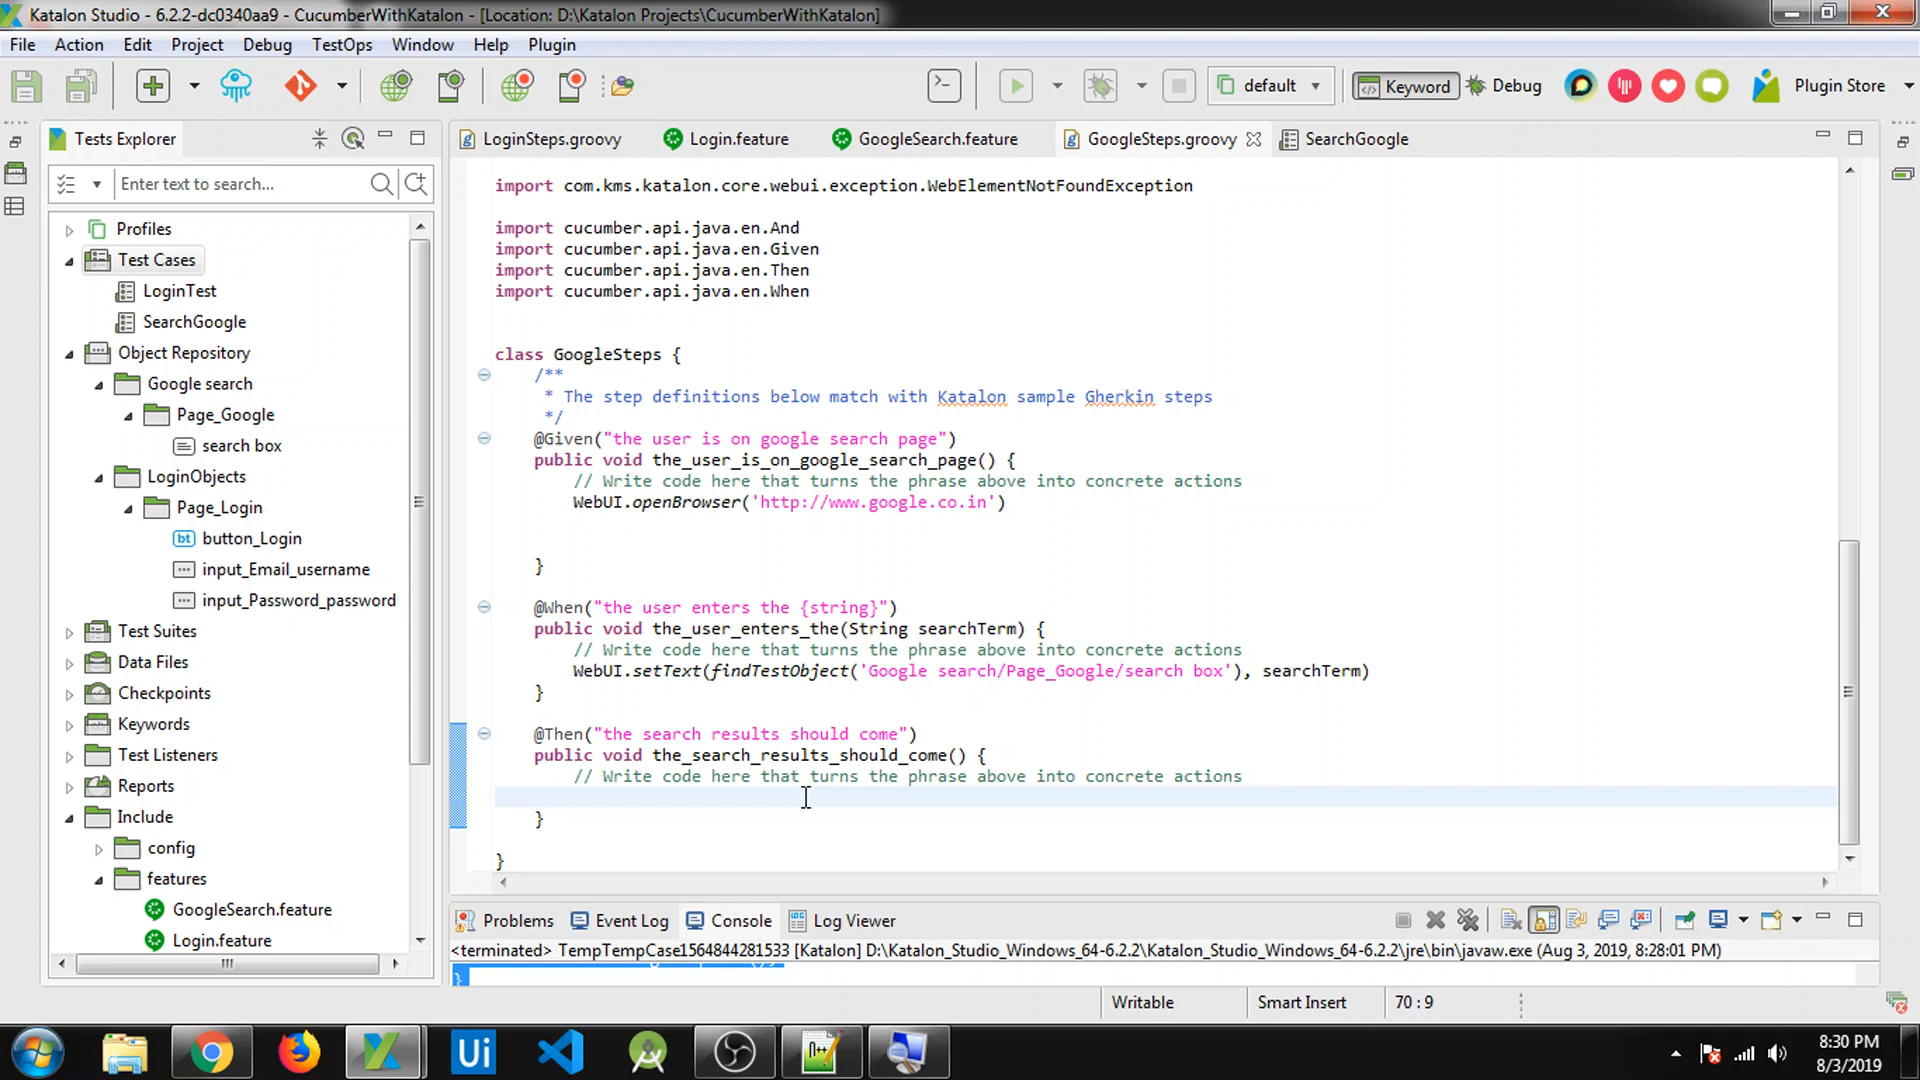 Katalon Studio - 6.2.2-dc0340aa9 - CucumberWithKatalon - [Location: D:\Katalon Projects\CucumberWithKatalon]
File Action Edit Project Debug TestOps Window Help Plugin
default Keyword Debug Plugin Store
Tests Explorer
LoginSteps.groovy Login.feature GoogleSearch.feature GoogleSteps.groovy SearchGoogle
Enter text to search...
Profiles
Test Cases
LoginTest
SearchGoogle
Object Repository
Google search
Page_Google
search box
LoginObjects
Page_Login
bt button_Login
input_Email_username
input_Password_password
Test Suites
Data Files
Checkpoints
Keywords
Test Listeners
Reports
Include
config
features
GoogleSearch.feature
Login.feature
import com.kms.katalon.core.webui.exception.WebElementNotFoundException
import cucumber.api.java.en.And
import cucumber.api.java.en.Given
import cucumber.api.java.en.Then
import cucumber.api.java.en.When
class GoogleSteps {
/**
* The step definitions below match with Katalon sample Gherkin steps
*/
@Given("the user is on google search page")
public void the_user_is_on_google_search_page() {
// Write code here that turns the phrase above into concrete actions
WebUI.openBrowser('http://www.google.co.in')
}
@When("the user enters the {string}")
public void the_user_enters_the(String searchTerm) {
// Write code here that turns the phrase above into concrete actions
WebUI.setText(findTestObject('Google search/Page_Google/search box'), searchTerm)
}
@Then("the search results should come")
public void the_search_results_should_come() {
// Write code here that turns the phrase above into concrete actions
}
}
Problems Event Log Console Log Viewer
<terminated> TempTempCase1564844281533 [Katalon] D:\Katalon_Studio_Windows_64-6.2.2\Katalon_Studio_Windows_64-6.2.2\jre\bin\javaw.exe (Aug 3, 2019, 8:28:01 PM)
}
Writable Smart Insert 70 : 9
Ui
8:30 PM
8/3/2019